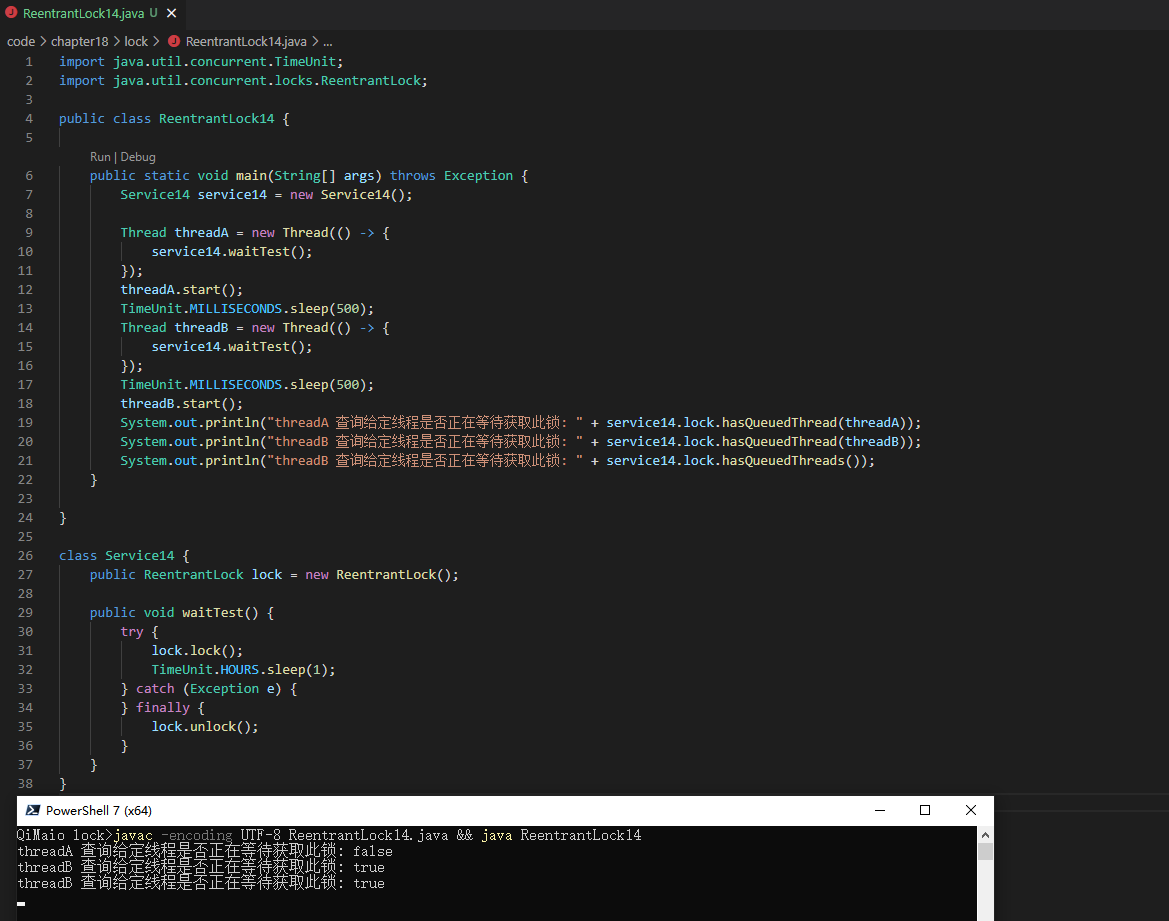 ReentrantLock14.java U
code > chapter18 > lock > ReentrantLock14.java > ...
1 import java.util.concurrent.TimeUnit;
2 import java.util.concurrent.locks.ReentrantLock;
3
4 public class ReentrantLock14 {
5
Run | Debug
6 public static void main(String[] args) throws Exception {
7 Service14 service14 = new Service14();
8
9 Thread threadA = new Thread(() -> {
10 service14.waitTest();
11 });
12 threadA.start();
13 TimeUnit.MILLISECONDS.sleep(500);
14 Thread threadB = new Thread(() -> {
15 service14.waitTest();
16 });
17 TimeUnit.MILLISECONDS.sleep(500);
18 threadB.start();
19 System.out.println("threadA 查询给定线程是否正在等待获取此锁: " + service14.lock.hasQueuedThread(threadA));
20 System.out.println("threadB 查询给定线程是否正在等待获取此锁: " + service14.lock.hasQueuedThread(threadB));
21 System.out.println("threadB 查询给定线程是否正在等待获取此锁: " + service14.lock.hasQueuedThreads());
22 }
23
24 }
25
26 class Service14 {
27 public ReentrantLock lock = new ReentrantLock();
28
29 public void waitTest() {
30 try {
31 lock.lock();
32 TimeUnit.HOURS.sleep(1);
33 } catch (Exception e) {
34 } finally {
35 lock.unlock();
36 }
37 }
38 }
PowerShell 7 (x64)
QiMaio lock>javac -encoding UTF-8 ReentrantLock14.java && java ReentrantLock14
threadA 查询给定线程是否正在等待获取此锁: false
threadB 查询给定线程是否正在等待获取此锁: true
threadB 查询给定线程是否正在等待获取此锁: true